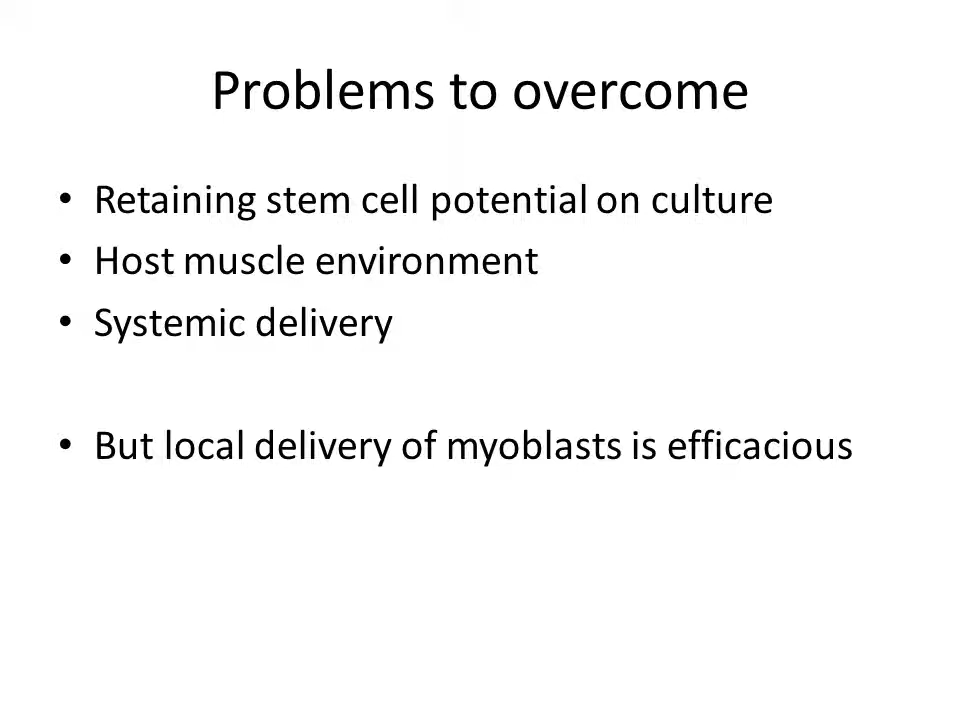 Problems to overcome
• Retaining stem cell potential on culture
• Host muscle environment
• Systemic delivery
• But local delivery of myoblasts is efficacious